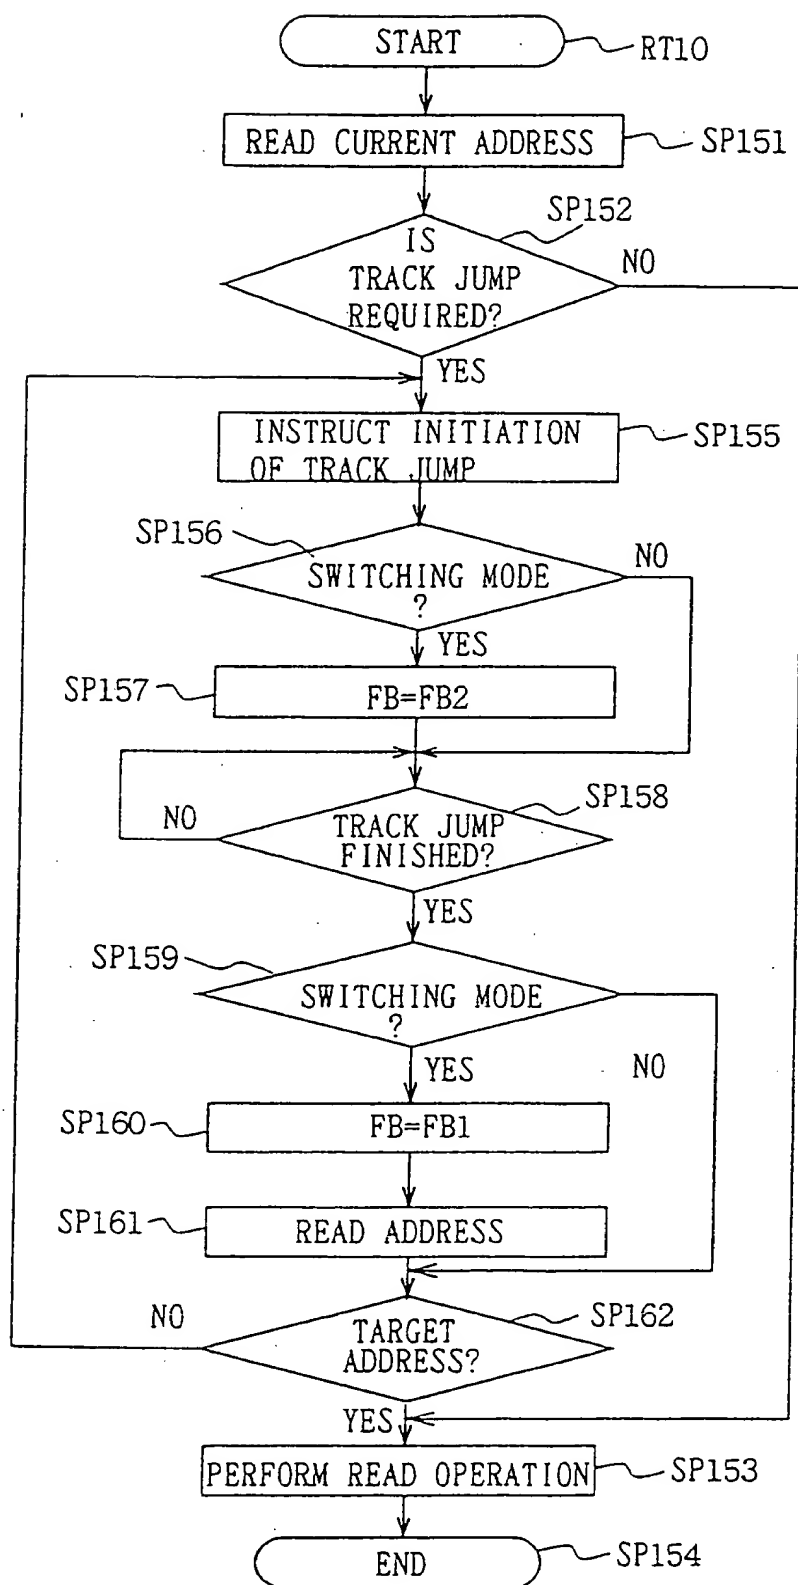 START
RT10
READ CURRENT ADDRESS
SP151
SP152
IS
TRACK JUMP
REQUIRED?
NO
YES
INSTRUCT INITIATION
OF TRACK JUMP
SP155
SP156
SWITCHING MODE
?
NO
YES
SP157
FB=FB2
SP158
NO
TRACK JUMP
FINISHED?
YES
SP159
SWITCHING MODE
?
YES
NO
SP160
FB=FB1
SP161
READ ADDRESS
NO
SP162
TARGET
ADDRESS?
YES
PERFORM READ OPERATION
SP153
END
SP154